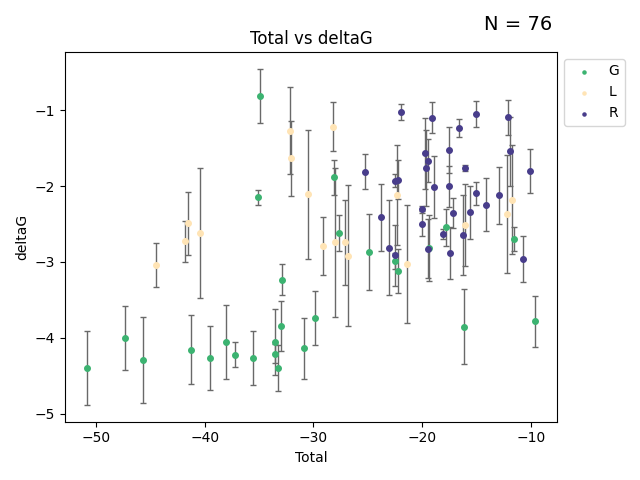 N = 76
Total vs deltaG
G
L
R
deltaG
−1
−2
−3
−4
−5
−50
−40
−30
−20
−10
Total